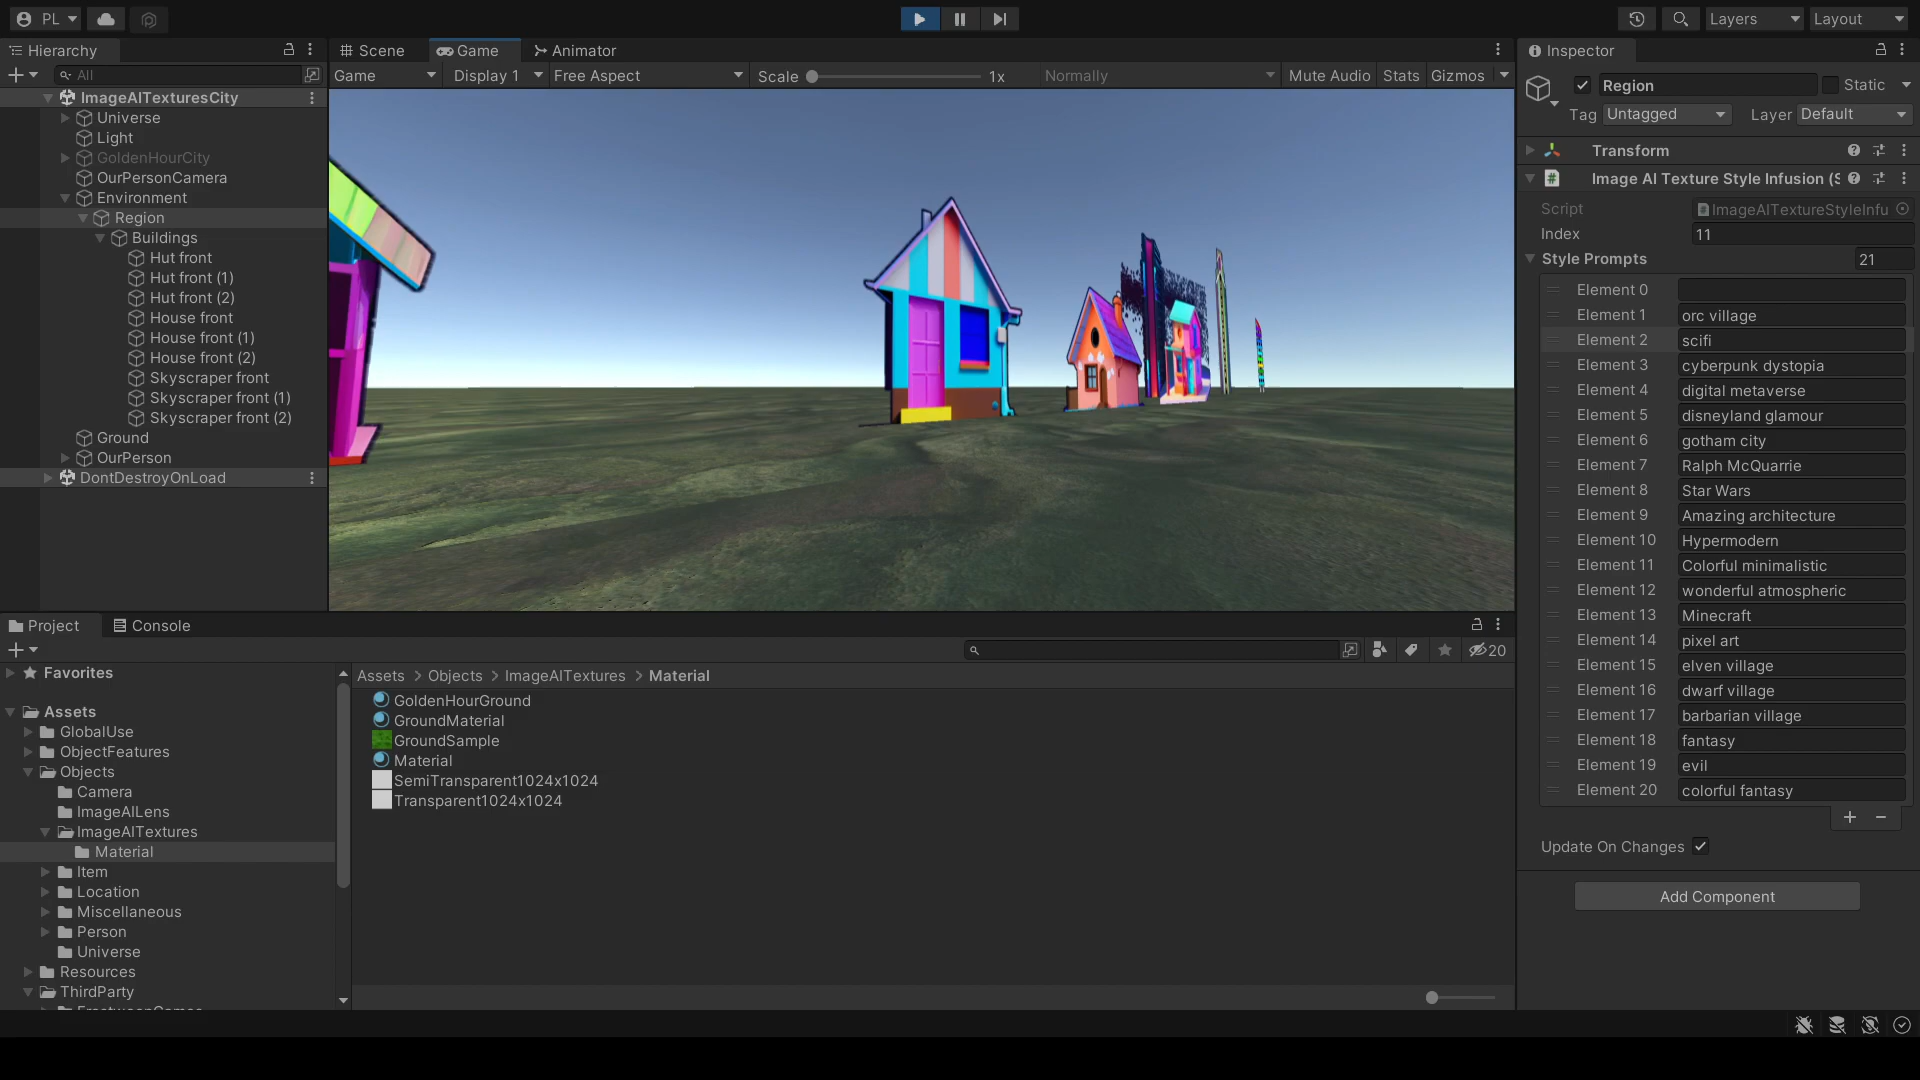 PL
Layers
Layout
Hierarchy
Scene
Game
Animator
Inspector
All
Game
Display 1
Free Aspect
Scale
1x
Normally
Mute Audio
Stats
Gizmos
Region
Static
Tag
Untagged
Layer
Default
ImageAITexturesCity
Universe
Light
GoldenHourCity
OurPersonCamera
Environment
Region
Buildings
Hut front
Hut front (1)
Hut front (2)
House front
House front (1)
House front (2)
Skyscraper front
Skyscraper front (1)
Skyscraper front (2)
Ground
OurPerson
DontDestroyOnLoad
Transform
Image AI Texture Style Infusion (S
Script
ImageAITextureStyleInfu
Index
11
Style Prompts
21
Element 0
Element 1
orc village
Element 2
scifi
Element 3
cyberpunk dystopia
Element 4
digital metaverse
Element 5
disneyland glamour
Element 6
gotham city
Element 7
Ralph McQuarrie
Element 8
Star Wars
Element 9
Amazing architecture
Element 10
Hypermodern
Element 11
Colorful minimalistic
Element 12
wonderful atmospheric
Element 13
Minecraft
Element 14
pixel art
Element 15
elven village
Element 16
dwarf village
Element 17
barbarian village
Element 18
fantasy
Element 19
evil
Element 20
colorful fantasy
Update On Changes
Add Component
Project
Console
20
Favorites
Assets
GlobalUse
ObjectFeatures
Objects
Camera
ImageAILens
ImageAITextures
Material
Item
Location
Miscellaneous
Person
Universe
Resources
ThirdParty
Assets > Objects > ImageAITextures > Material
GoldenHourGround
GroundMaterial
GroundSample
Material
SemiTransparent1024x1024
Transparent1024x1024